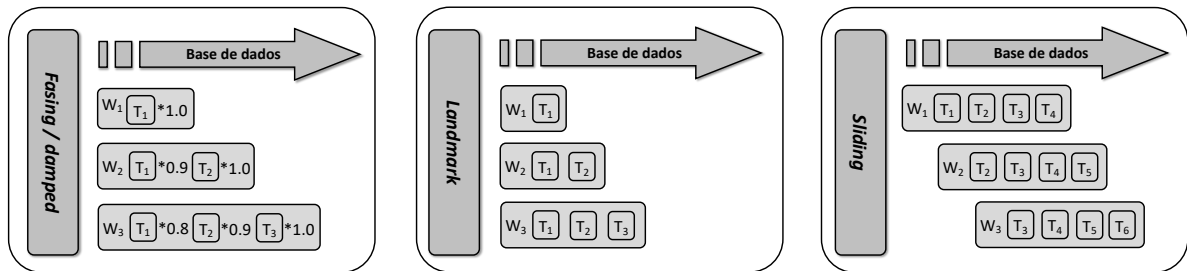 Fasing / damped
Base de dados
W₁ T₁ *1.0
W₂ T₁ *0.9 T₂ *1.0
W₃ T₁ *0.8 T₂ *0.9 T₃ *1.0
Landmark
Base de dados
W₁ T₁
W₂ T₁ T₂
W₃ T₁ T₂ T₃
Sliding
Base de dados
W₁ T₁ T₂ T₃ T₄
W₂ T₂ T₃ T₄ T₅
W₃ T₃ T₄ T₅ T₆